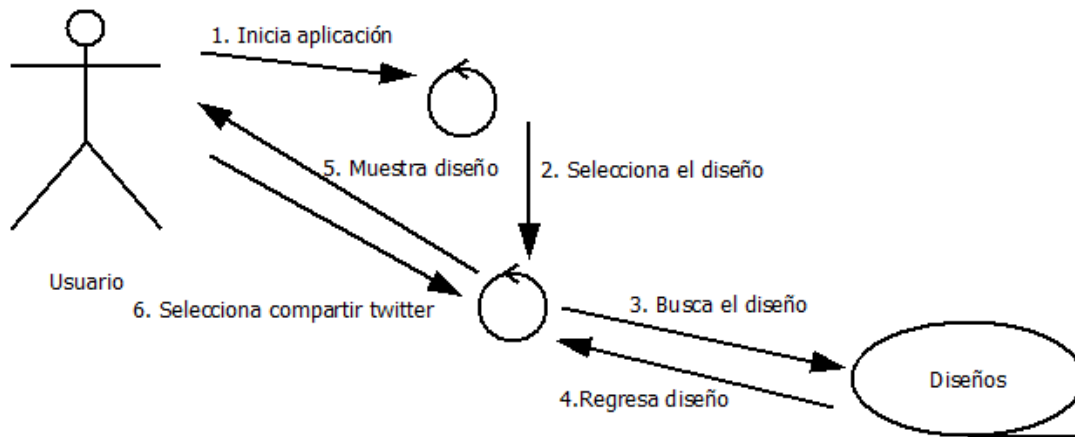 1. Inicia aplicación
5. Muestra diseño
2. Selecciona el diseño
Usuario
6. Selecciona compartir twitter
3. Busca el diseño
Diseños
4.Regresa diseño